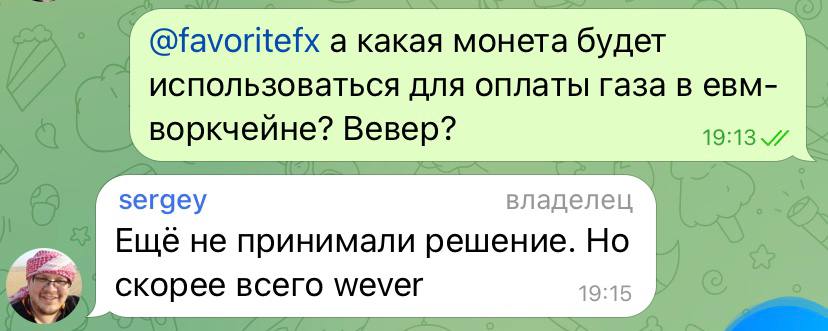 @favoritefx а какая монета будет
использоваться для оплаты газа в евм-
воркчейне? Вевер?
19:13
sergey владелец
Ещё не принимали решение. Но
скорее всего wever
19:15